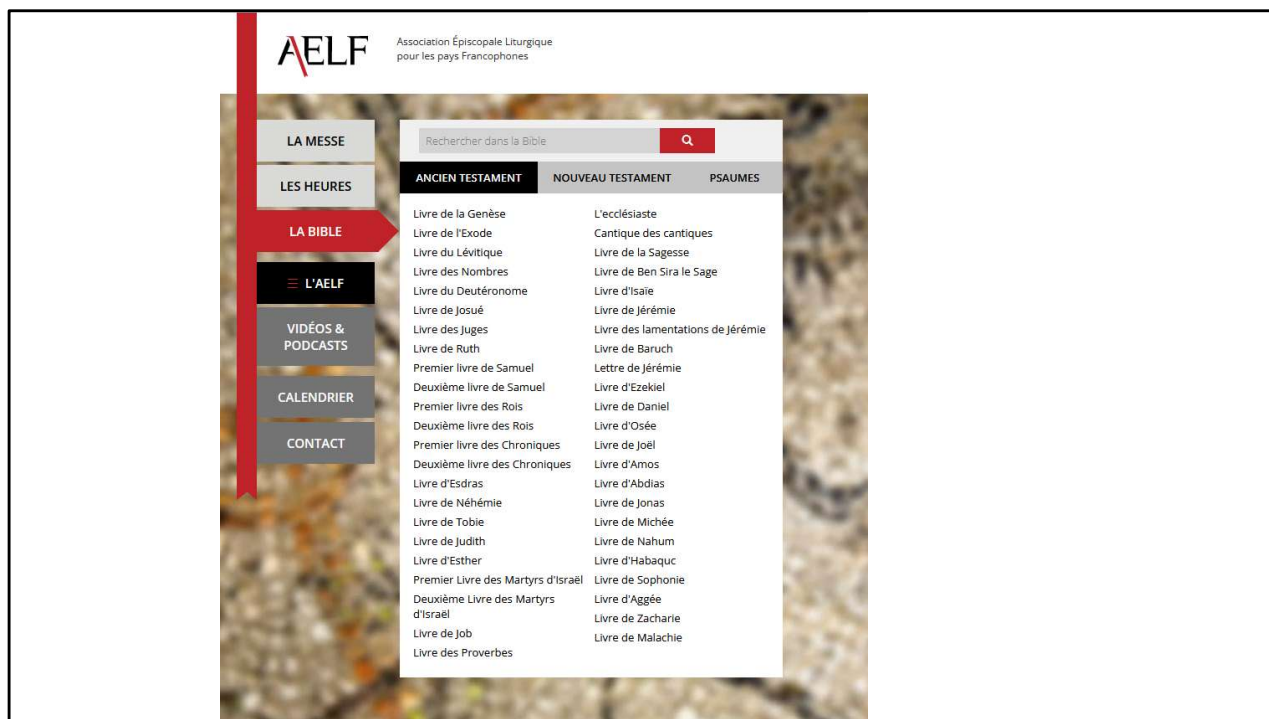 AELF
Association Épiscopale Liturgique
pour les pays Francophones
LA MESSE
LES HEURES
LA BIBLE
☰ L'AELF
VIDÉOS &
PODCASTS
CALENDRIER
CONTACT
Rechercher dans la Bible
ANCIEN TESTAMENT NOUVEAU TESTAMENT PSAUMES
Livre de la Genèse
Livre de l'Exode
Livre du Lévitique
Livre des Nombres
Livre du Deutéronome
Livre de Josué
Livre des Juges
Livre de Ruth
Premier livre de Samuel
Deuxième livre de Samuel
Premier livre des Rois
Deuxième livre des Rois
Premier livre des Chroniques
Deuxième livre des Chroniques
Livre d'Esdras
Livre de Néhémie
Livre de Tobie
Livre de Judith
Livre d'Esther
Premier Livre des Martyrs d'Israël
Deuxième Livre des Martyrs
d'Israël
Livre de Job
Livre des Proverbes
L'ecclésiaste
Cantique des cantiques
Livre de la Sagesse
Livre de Ben Sira le Sage
Livre d'Isaïe
Livre de Jérémie
Livre des lamentations de Jérémie
Livre de Baruch
Lettre de Jérémie
Livre d'Ezekiel
Livre de Daniel
Livre d'Osée
Livre de Joël
Livre d'Amos
Livre d'Abdias
Livre de Jonas
Livre de Michée
Livre de Nahum
Livre d'Habaquc
Livre de Sophonie
Livre d'Aggée
Livre de Zacharie
Livre de Malachie